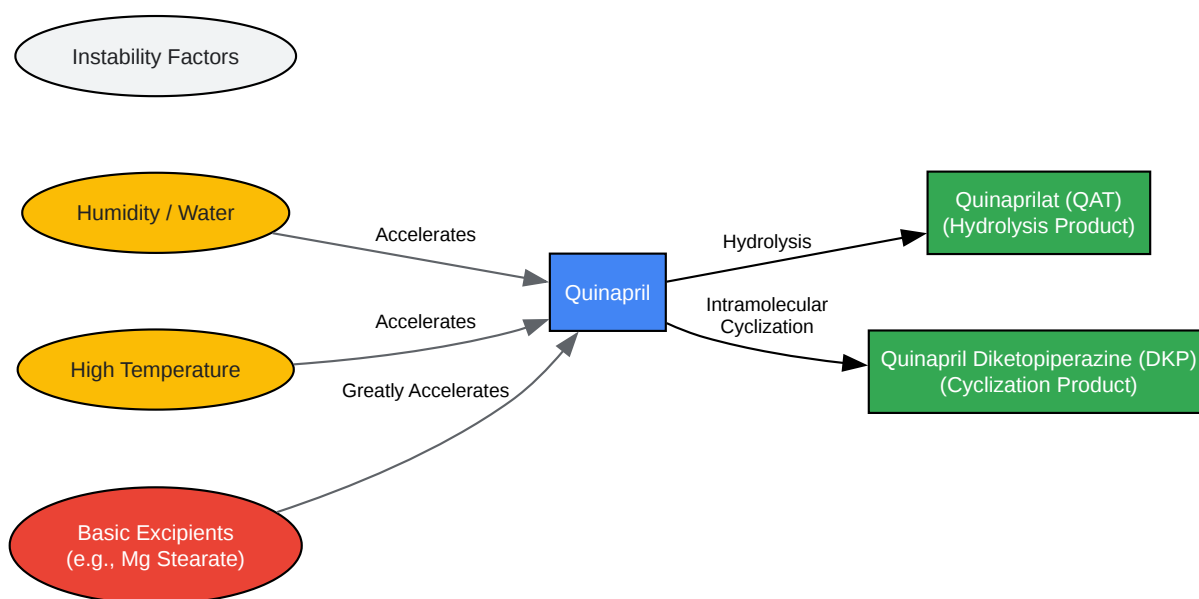 Instability Factors
Humidity / Water
High Temperature
Basic Excipients
(e.g., Mg Stearate)
Accelerates
Accelerates
Greatly Accelerates
Quinapril
Hydrolysis
Intramolecular
Cyclization
Quinaprilat (QAT)
(Hydrolysis Product)
Quinapril Diketopiperazine (DKP)
(Cyclization Product)